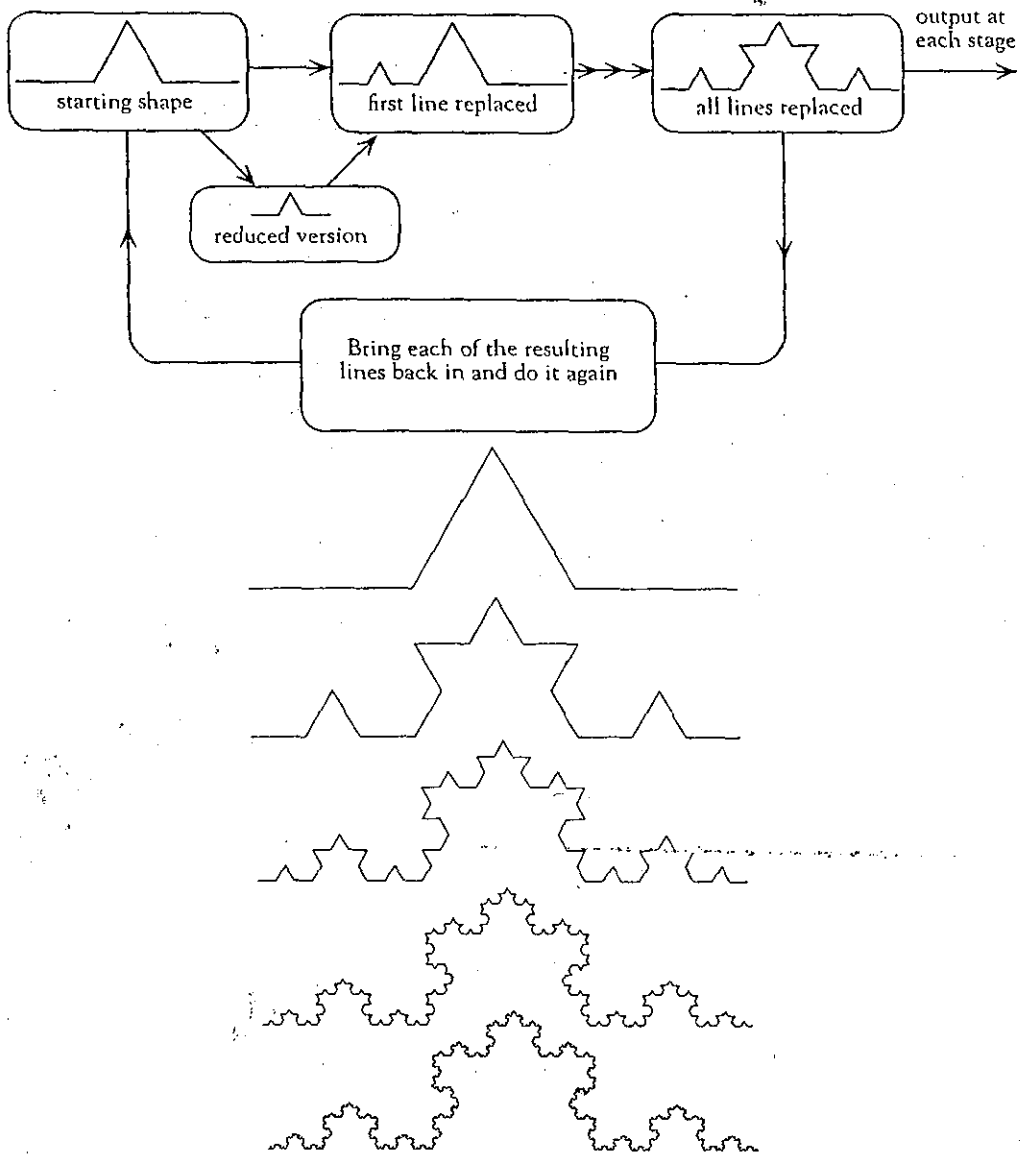 output at
each stage
starting shape
first line replaced
all lines replaced
reduced version
Bring each of the resulting
lines back in and do it again